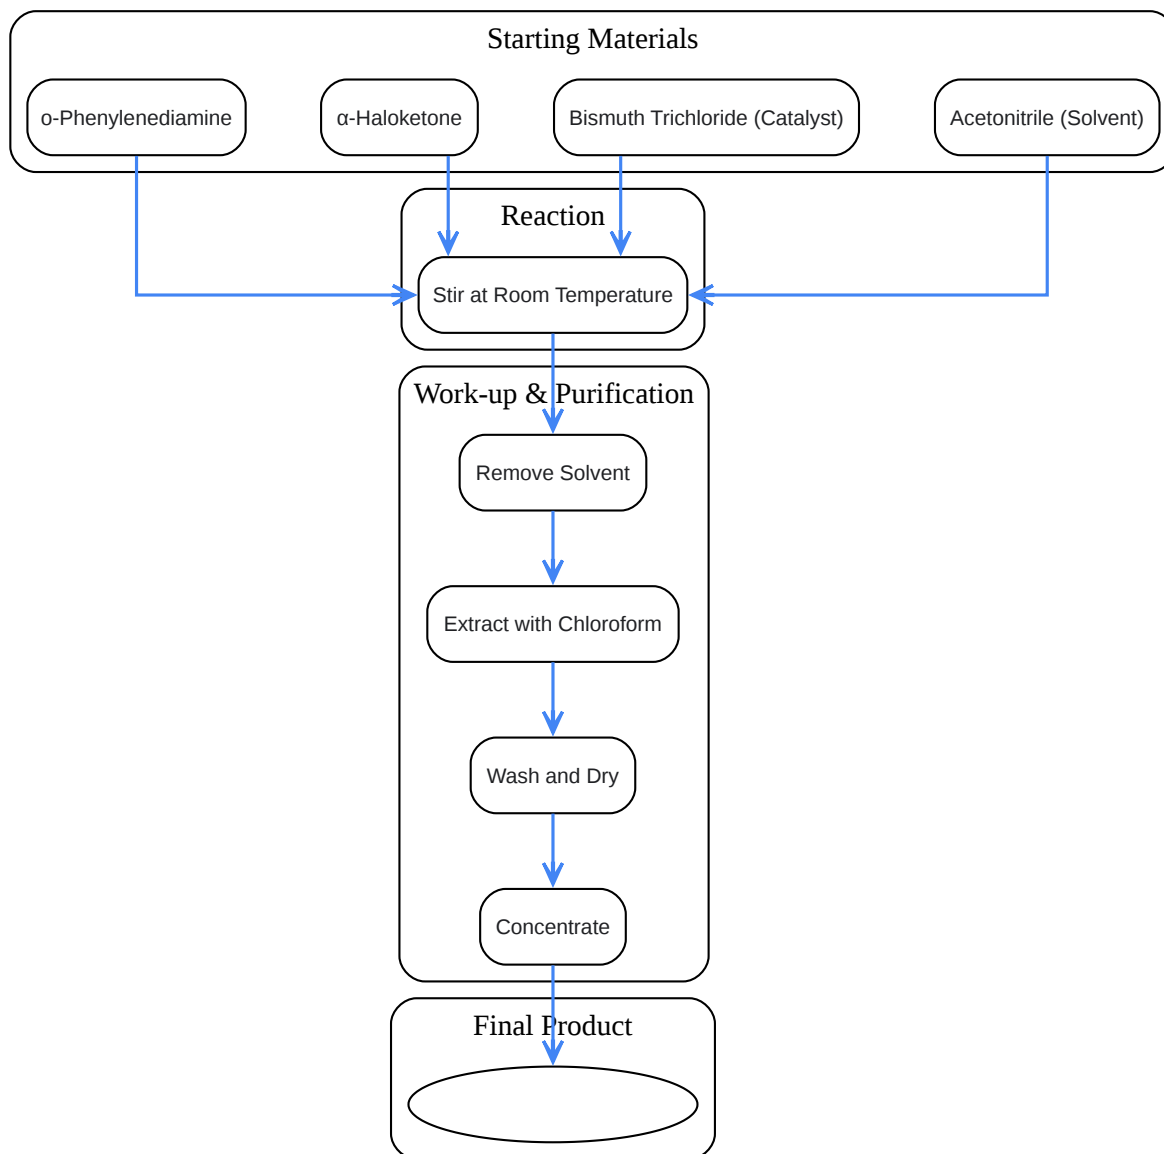 Starting Materials
o-Phenylenediamine
α-Haloketone
Bismuth Trichloride (Catalyst)
Acetonitrile (Solvent)
Reaction
Stir at Room Temperature
Work-up & Purification
Remove Solvent
Extract with Chloroform
Wash and Dry
Concentrate
Final Product